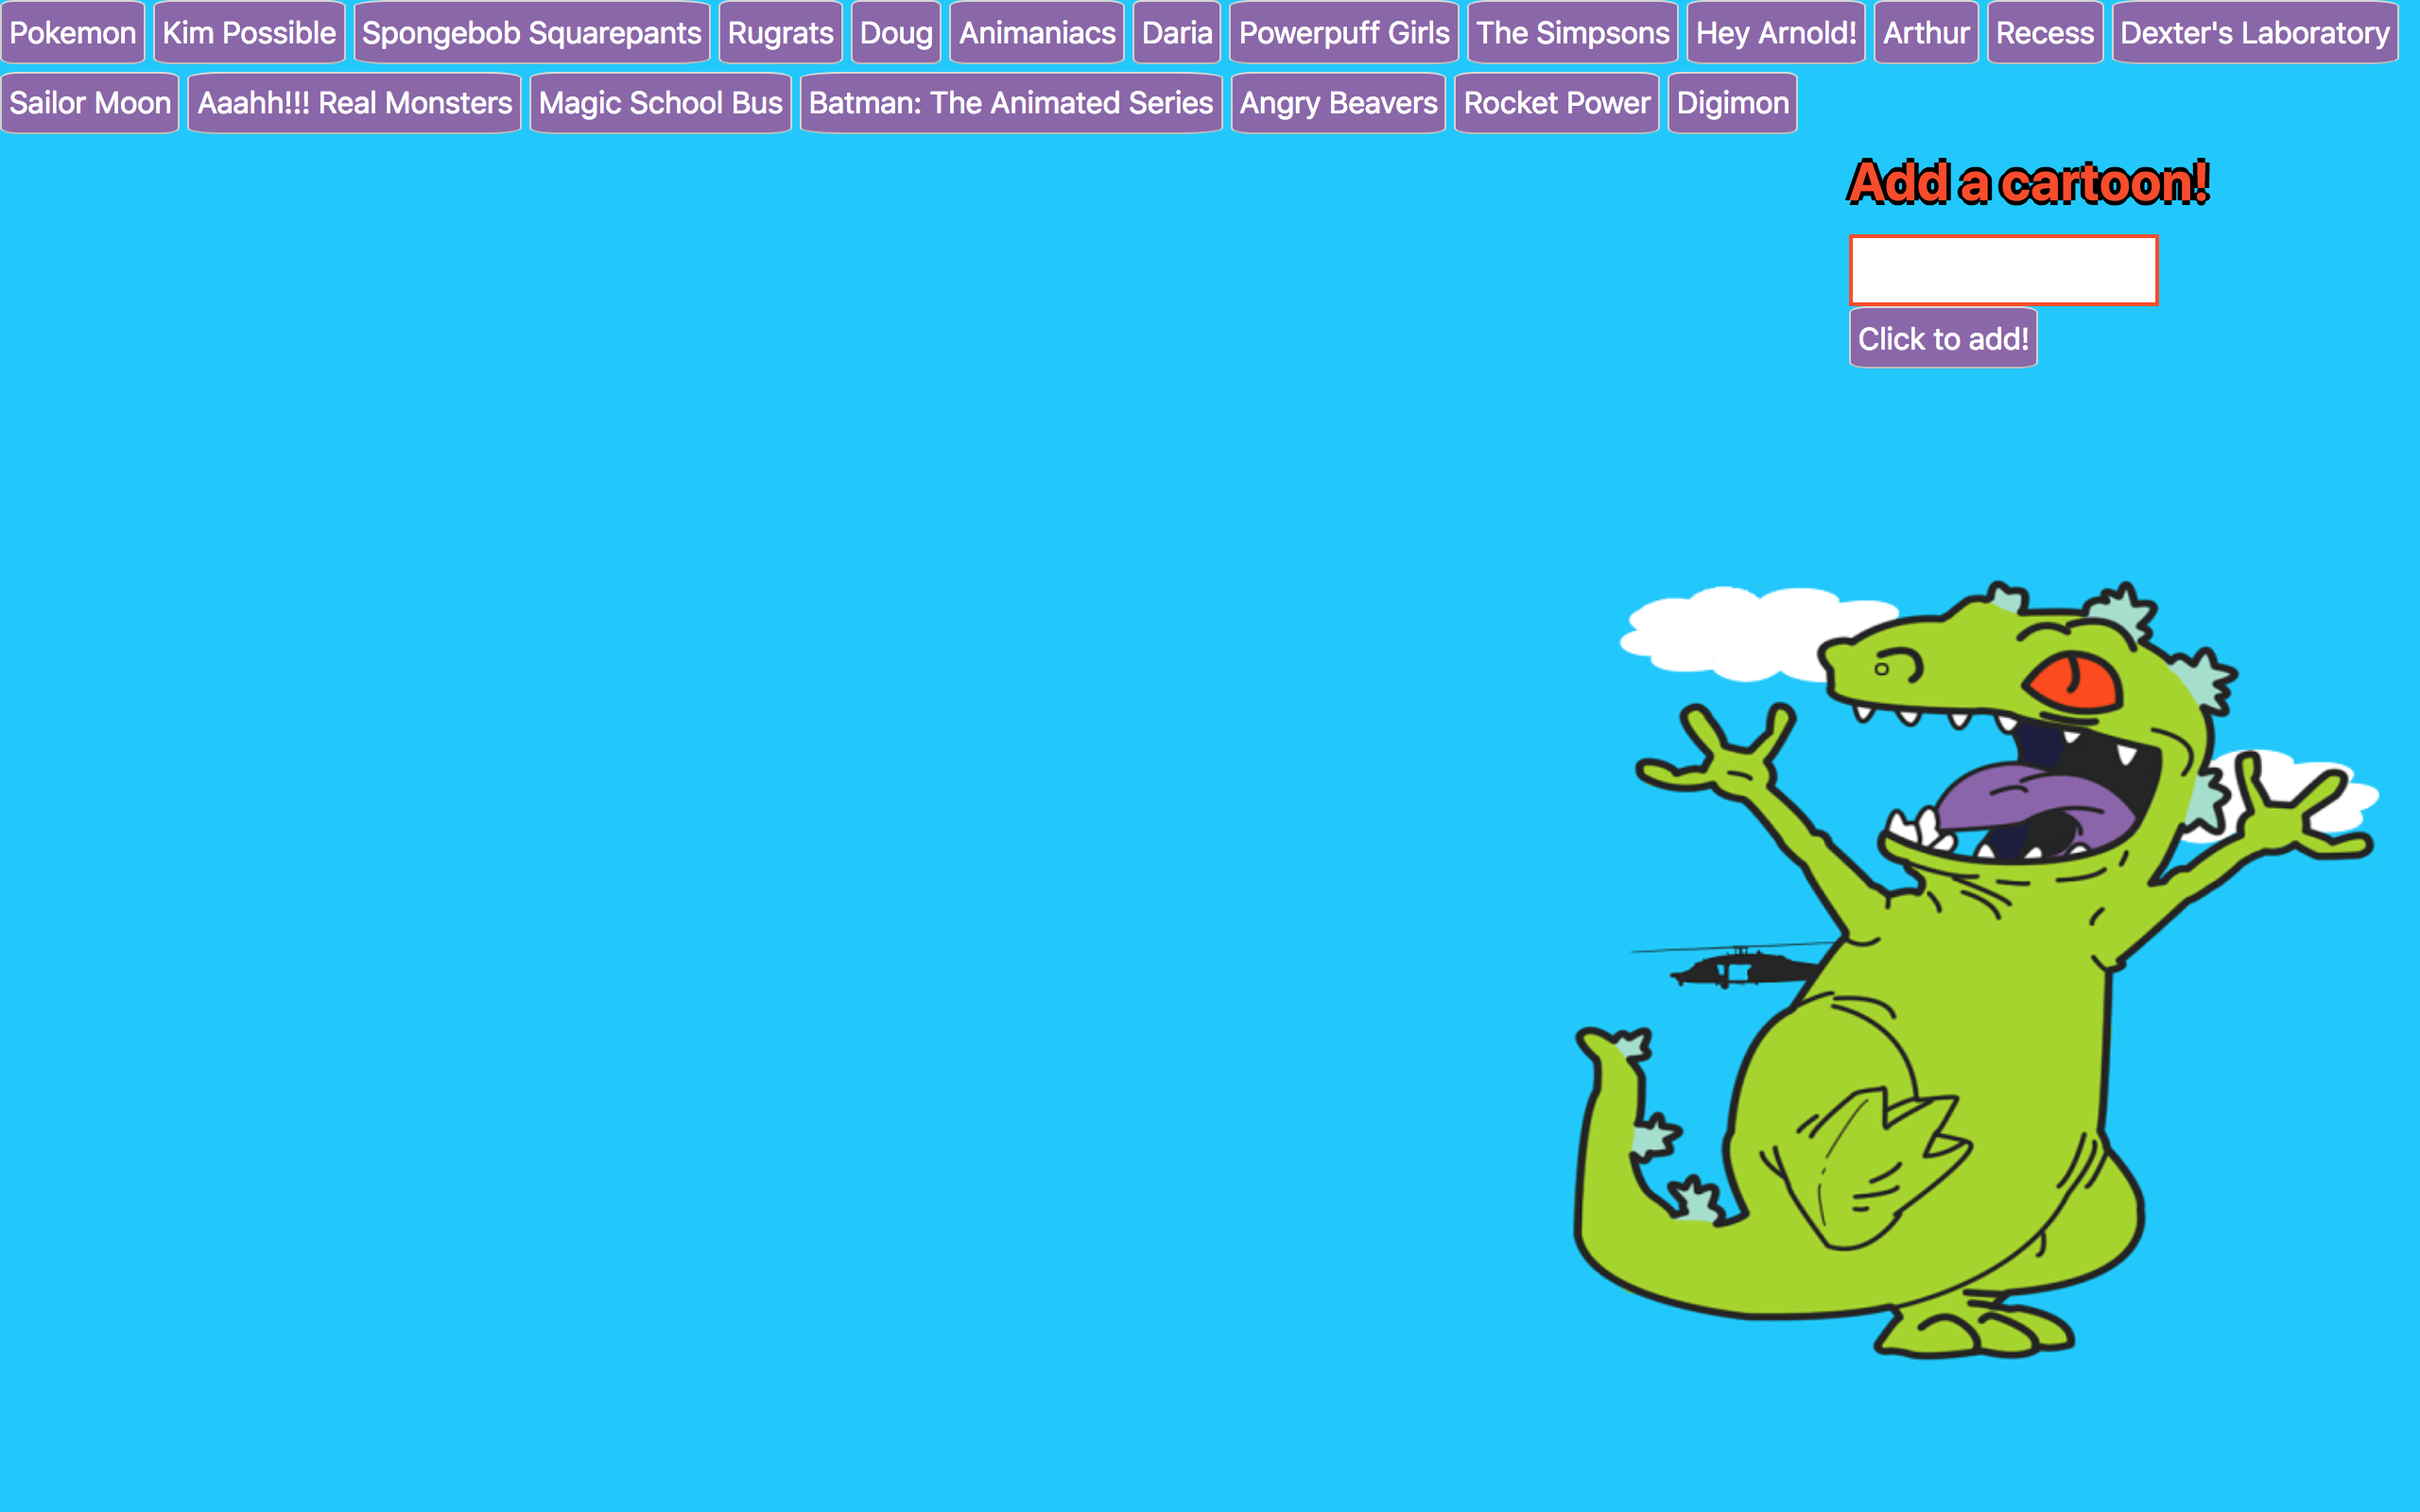 Pokemon Kim Possible Spongebob Squarepants Rugrats Doug Animaniacs Daria Powerpuff Girls The Simpsons Hey Arnold! Arthur Recess Dexter's Laboratory
Sailor Moon Aaahh!!! Real Monsters Magic School Bus Batman: The Animated Series Angry Beavers Rocket Power Digimon
Add a cartoon!
Click to add!